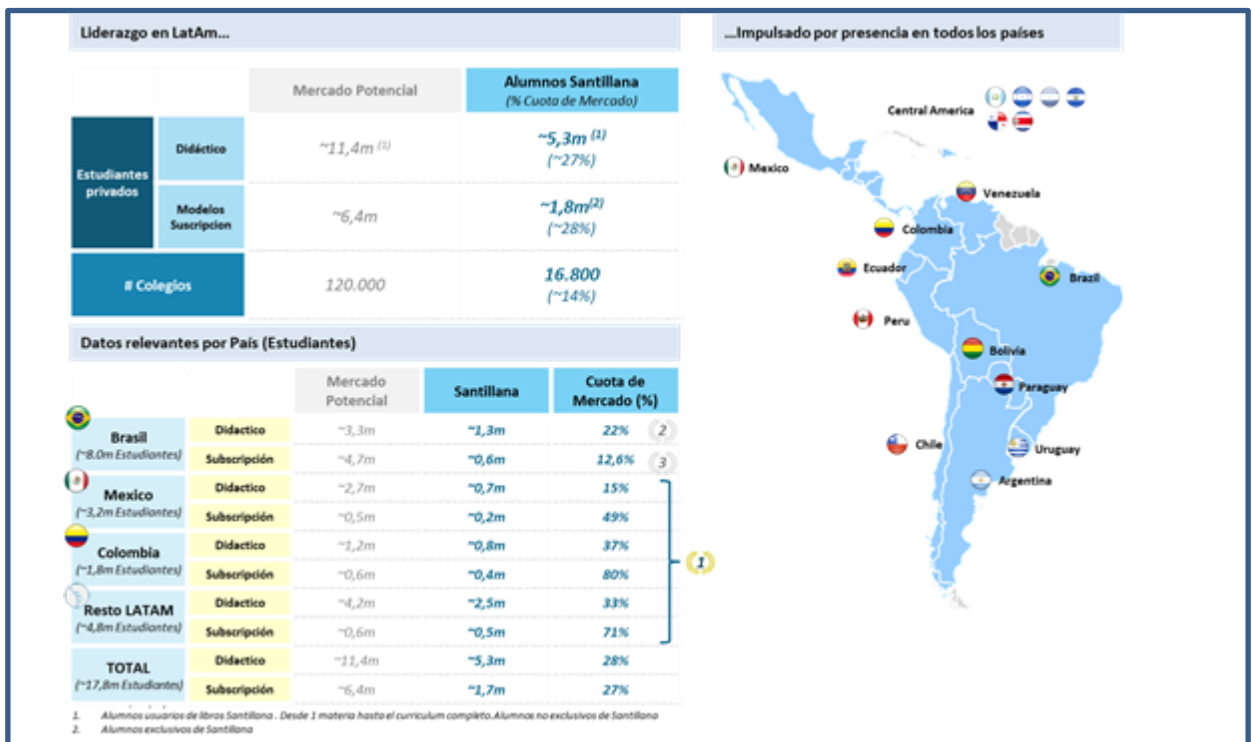 Liderazgo en LatAm...
...Impulsado por presencia en todos los países
Mercado Potencial
Alumnos Santillana
(% Cuota de Mercado)
Estudiantes
privados
Didáctico
~11,4m (1)
~5,3m (1)
(~27%)
Modelos
Suscripcion
~6,4m
~1,8m(2)
(~28%)
# Colegios
120.000
16.800
(~14%)
Central America
Mexico
Venezuela
Colombia
Ecuador
Brazil
Peru
Bolivia
Paraguay
Chile
Uruguay
Argentina
Datos relevantes por País (Estudiantes)
Mercado
Potencial
Santillana
Cuota de
Mercado (%)
Brasil
(~8.0m Estudiantes)
Didactico ~3,3m ~1,3m 22% 2
Subscripción ~4,7m ~0,6m 12,6% 3
Mexico
(~3,2m Estudiantes)
Didactico ~2,7m ~0,7m 15%
Subscripción ~0,5m ~0,2m 49%
Colombia
(~1,8m Estudiantes)
Didactico ~1,2m ~0,8m 37%
Subscripción ~0,6m ~0,4m 80%
1
Resto LATAM
(~4,8m Estudiantes)
Didactico ~4,2m ~2,5m 33%
Subscripción ~0,6m ~0,5m 71%
TOTAL
(~17,8m Estudiantes)
Didactico ~11,4m ~5,3m 28%
Subscripción ~6,4m ~1,7m 27%
1. Alumnos usuarios de libros Santillana . Desde 1 materia hasta el curriculum completo.Alumnos no exclusivos de Santillana
2. Alumnos exclusivos de Santillana